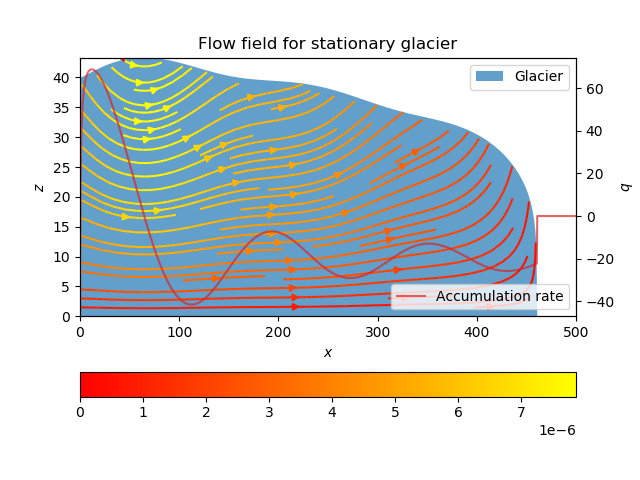 Flow field for stationary glacier
Glacier
z
0 5 10 15 20 25 30 35 40
q
60 40 20 0 −20 −40
Accumulation rate
0 100 200 300 400 500
x
0 1 2 3 4 5 6 7
1e−6